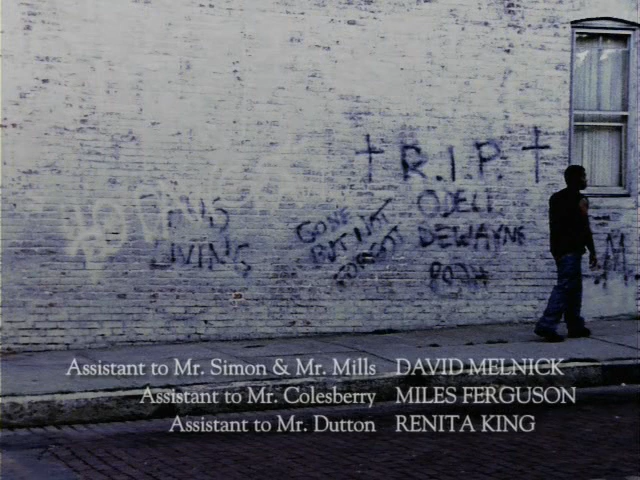 † R.I.P. †
ODELL
DEWAYNE
POOH
GONE
BUT NOT
FORGOT
LIVING
Assistant to Mr. Simon & Mr. Mills DAVID MELNICK
Assistant to Mr. Colesberry MILES FERGUSON
Assistant to Mr. Dutton RENITA KING